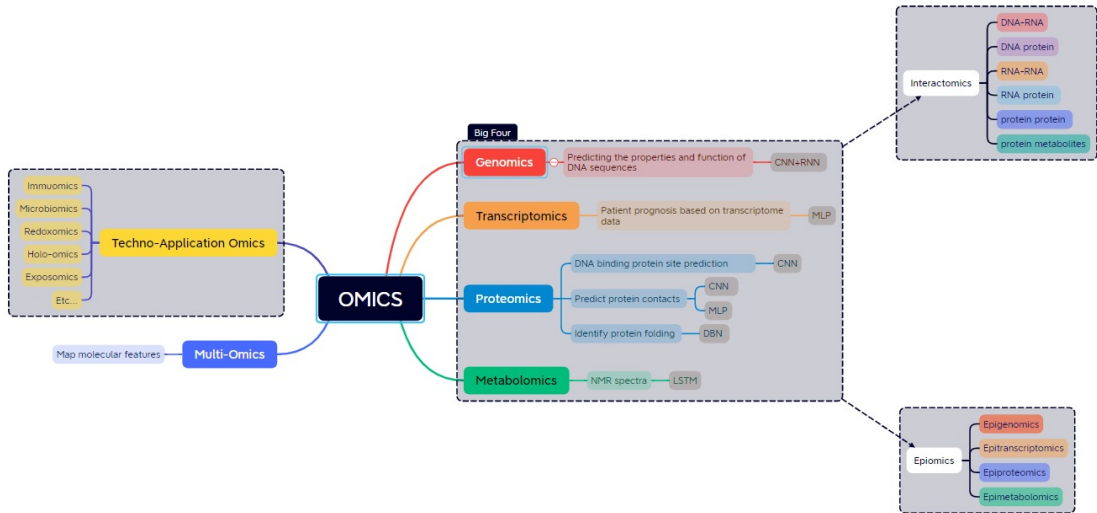 OMICS
Big Four
Genomics
Predicting the properties and function of
DNA sequences
CNN+RNN
Transcriptomics
Patient prognosis based on transcriptome
data
MLP
Proteomics
DNA binding protein site prediction
CNN
Predict protein contacts
CNN
MLP
Identify protein folding
DBN
Metabolomics
NMR spectra
LSTM
Interactomics
DNA-RNA
DNA protein
RNA-RNA
RNA protein
protein protein
protein metabolites
Epiomics
Epigenomics
Epitranscriptomics
Epiproteomics
Epimetabolomics
Techno-Application Omics
Immuomics
Microbiomics
Redoxomics
Holo-omics
Exposomics
Etc...
Multi-Omics
Map molecular features